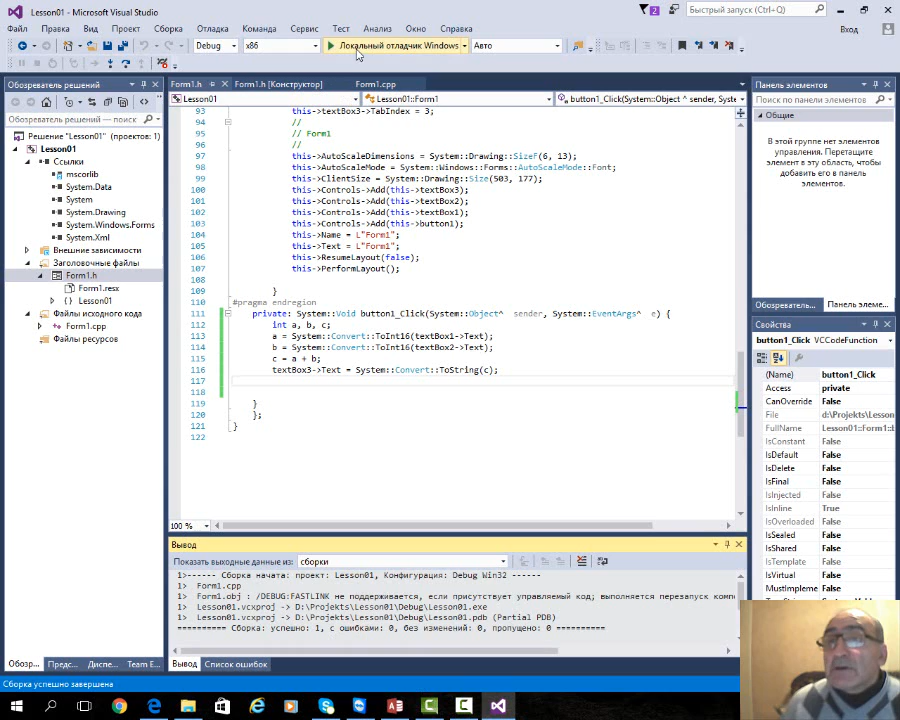 Lesson01 - Microsoft Visual Studio
2
Быстрый запуск (Ctrl+Q)
Файл Правка Вид Проект Сборка Отладка Команда Сервис Тест Анализ Окно Справка
Вход
Debug x86 Локальный отладчик Windows Авто
Обозреватель решений
Обозреватель решений
Решение "Lesson01" (проектов: 1)
Lesson01
Ссылки
mscorlib
System.Data
System
System.Drawing
System.Windows.Forms
System.Xml
Внешние зависимости
Заголовочные файлы
Form1.h
Form1.resx
Lesson01
Файлы исходного кода
Form1.cpp
Файлы ресурсов
Обозр... Предс... Диспе... Team E...
Form1.h Form1.h [Конструктор] Form1.cpp
Lesson01 Lesson01::Form1 button1_Click(System::Object ^ sender, Syster
93 this->textBox3->TabIndex = 3;
94 //
95 // Form1
96 //
97 this->AutoScaleDimensions = System::Drawing::SizeF(6, 13);
98 this->AutoScaleMode = System::Windows::Forms::AutoScaleMode::Font;
99 this->ClientSize = System::Drawing::Size(503, 177);
100 this->Controls->Add(this->textBox3);
101 this->Controls->Add(this->textBox2);
102 this->Controls->Add(this->textBox1);
103 this->Controls->Add(this->button1);
104 this->Name = L"Form1";
105 this->Text = L"Form1";
106 this->ResumeLayout(false);
107 this->PerformLayout();
108
109 }
110 #pragma endregion
111 private: System::Void button1_Click(System::Object^ sender, System::EventArgs^ e) {
112 int a, b, c;
113 a = System::Convert::ToInt16(textBox1->Text);
114 b = System::Convert::ToInt16(textBox2->Text);
115 c = a + b;
116 textBox3->Text = System::Convert::ToString(c);
117
118
119 }
120 };
121 }
122
100 %
Вывод
Показать выходные данные из: сборки
1>------ Сборка начата: проект: Lesson01, Конфигурация: Debug Win32 ------
1> Form1.cpp
1> Form1.obj : /DEBUG:FASTLINK не поддерживается, если присутствует управляемый код; выполняется перезапуск комп
1> Lesson01.vcxproj -> D:\Projekts\Lesson01\Debug\Lesson01.exe
1> Lesson01.vcxproj -> D:\Projekts\Lesson01\Debug\Lesson01.pdb (Partial PDB)
========== Сборка: успешно: 1, с ошибками: 0, без изменений: 0, пропущено: 0 ==========
Вывод Список ошибок
Панель элементов
Поиск по панели элементов
Общие
В этой группе нет элементов
управления. Перетащите
элемент в эту область, чтобы
добавить его в панель
элементов.
Обозреватель... Панель элеме...
Свойства
button1_Click VCCodeFunction
(Name) button1_Click
Access private
CanOverride False
File d:\Projekts\Lesson
FullName Lesson01::Form1::b
IsConstant False
IsDefault False
IsDelete False
IsFinal False
IsInjected False
IsInline True
IsOverloaded False
IsSealed False
IsShared False
IsTemplate False
IsVirtual False
MustImpleme False
Сборка успешно завершена